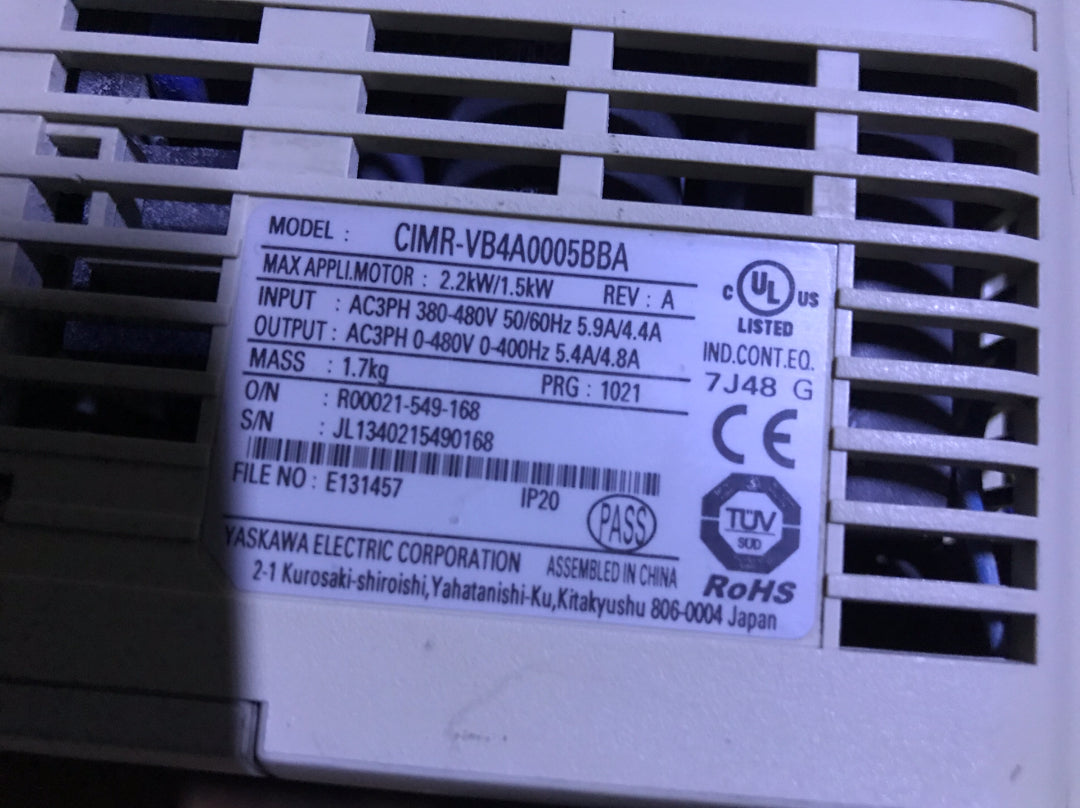 MODEL : CIMR-VB4A0005BBA
MAX APPLI.MOTOR : 2.2kW/1.5kW REV : A
INPUT : AC3PH 380-480V 50/60Hz 5.9A/4.4A
OUTPUT : AC3PH 0-480V 0-400Hz 5.4A/4.8A
MASS : 1.7kg PRG : 1021
O/N : R00021-549-168
S/N : JL1340215490168
FILE NO : E131457
IP20
PASS
YASKAWA ELECTRIC CORPORATION ASSEMBLED IN CHINA
2-1 Kurosaki-shiroishi,Yahatanishi-Ku,Kitakyushu 806-0004 Japan
C UL US
LISTED
IND.CONT.EQ.
7J48 G
CE
TÜV
SÜD
RoHS